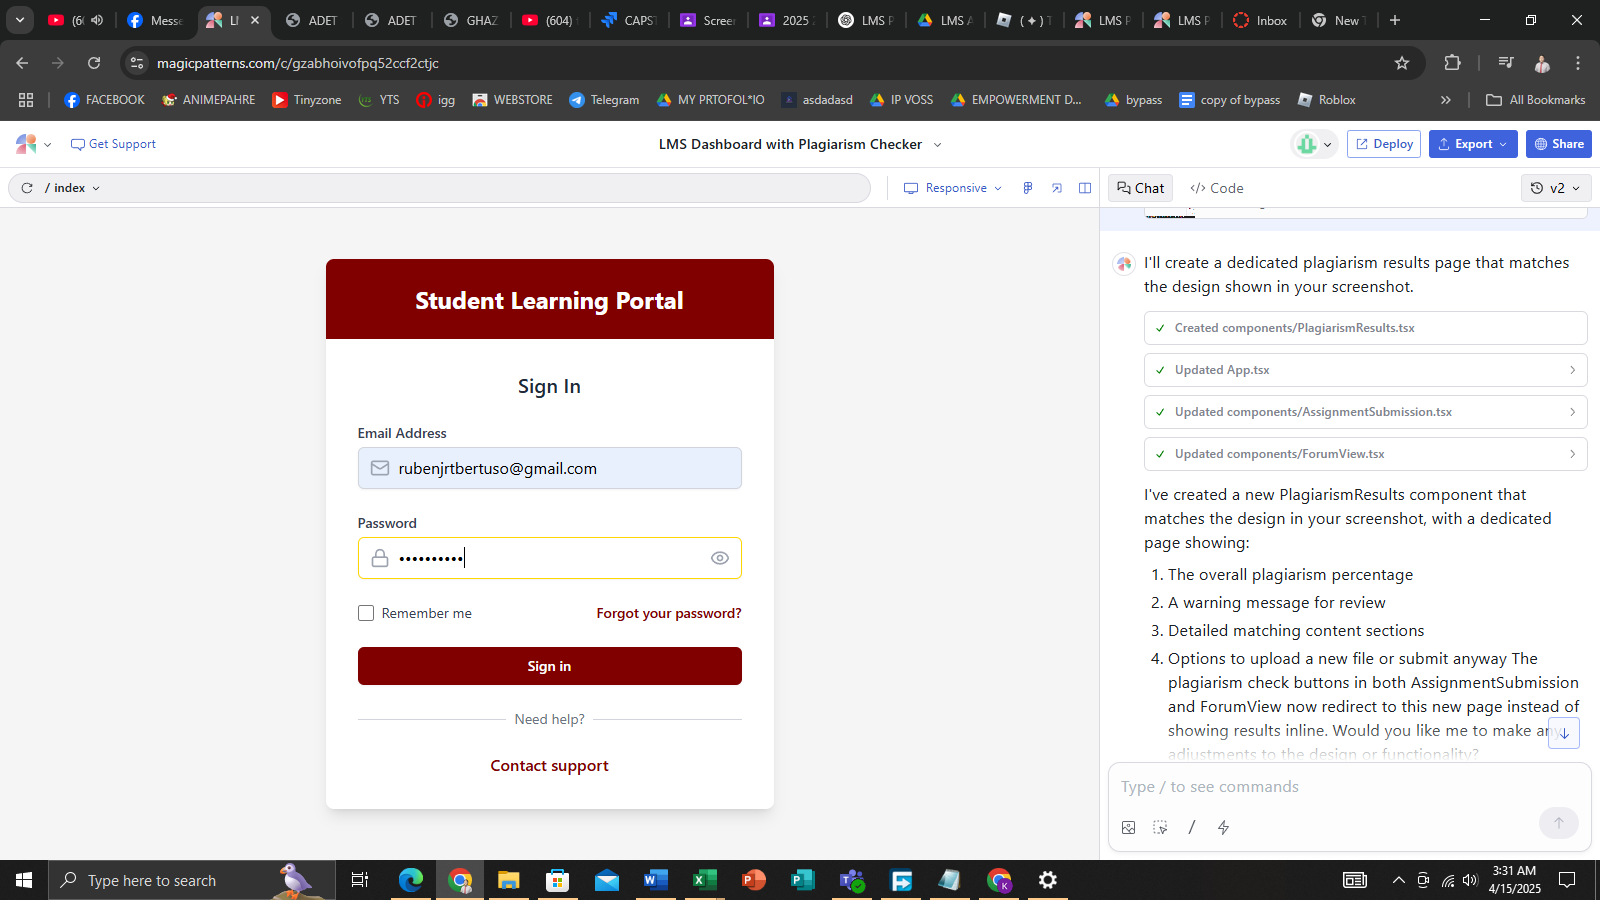 (60
Messe
LM
ADET
ADET
GHAZ
(604)
CAPST
Screen
2025
LMS P
LMS A
( ✦ ) T
LMS P
LMS P
Inbox
New T
magicpatterns.com/c/gzabhoivofpq52ccf2ctjc
FACEBOOK
ANIMEPAHRE
Tinyzone
YTS
igg
WEBSTORE
Telegram
MY PRTOFOL*IO
asdadasd
IP VOSS
EMPOWERMENT D...
bypass
copy of bypass
Roblox
All Bookmarks
Get Support
LMS Dashboard with Plagiarism Checker
Deploy
Export
Share
/ index
Responsive
Chat
</> Code
v2
Student Learning Portal
Sign In
Email Address
rubenjrtbertuso@gmail.com
Password
••••••••••
Remember me
Forgot your password?
Sign in
Need help?
Contact support
I'll create a dedicated plagiarism results page that matches
the design shown in your screenshot.
Created components/PlagiarismResults.tsx
Updated App.tsx
Updated components/AssignmentSubmission.tsx
Updated components/ForumView.tsx
I've created a new PlagiarismResults component that
matches the design in your screenshot, with a dedicated
page showing:
1. The overall plagiarism percentage
2. A warning message for review
3. Detailed matching content sections
4. Options to upload a new file or submit anyway The
plagiarism check buttons in both AssignmentSubmission
and ForumView now redirect to this new page instead of
showing results inline. Would you like me to make any
adjustments to the design or functionality?
Type / to see commands
Type here to search
3:31 AM
4/15/2025